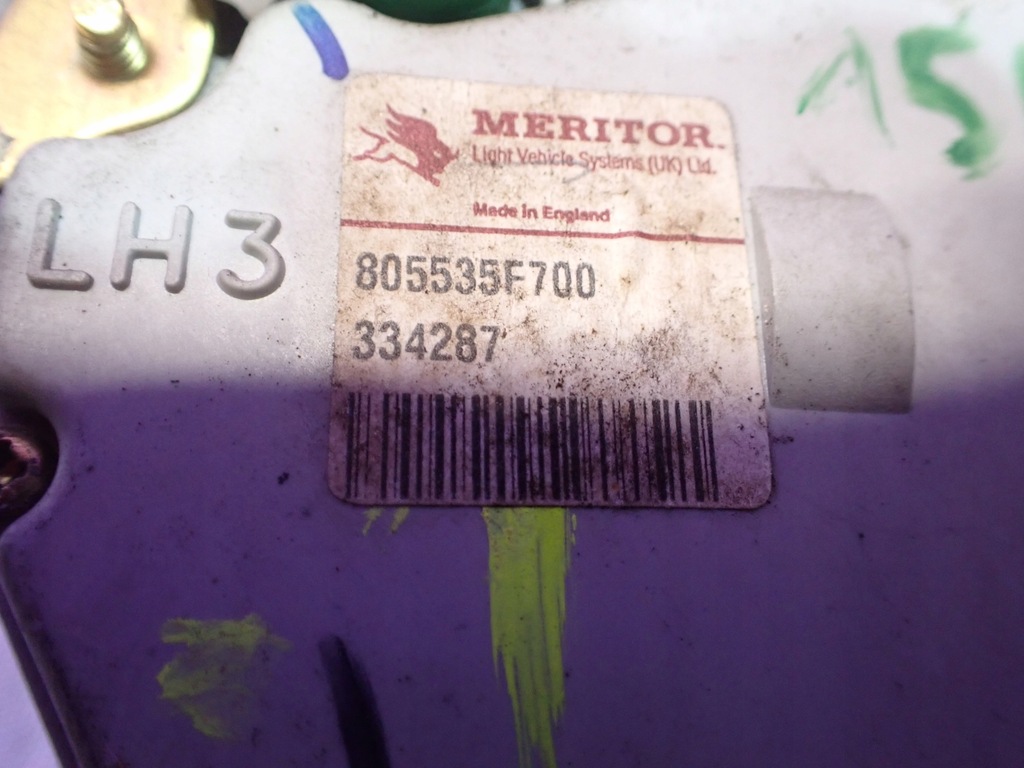 MERITOR.
Light Vehicle Systems (UK) Ltd.
Made in England
LH3
805535F700
334287